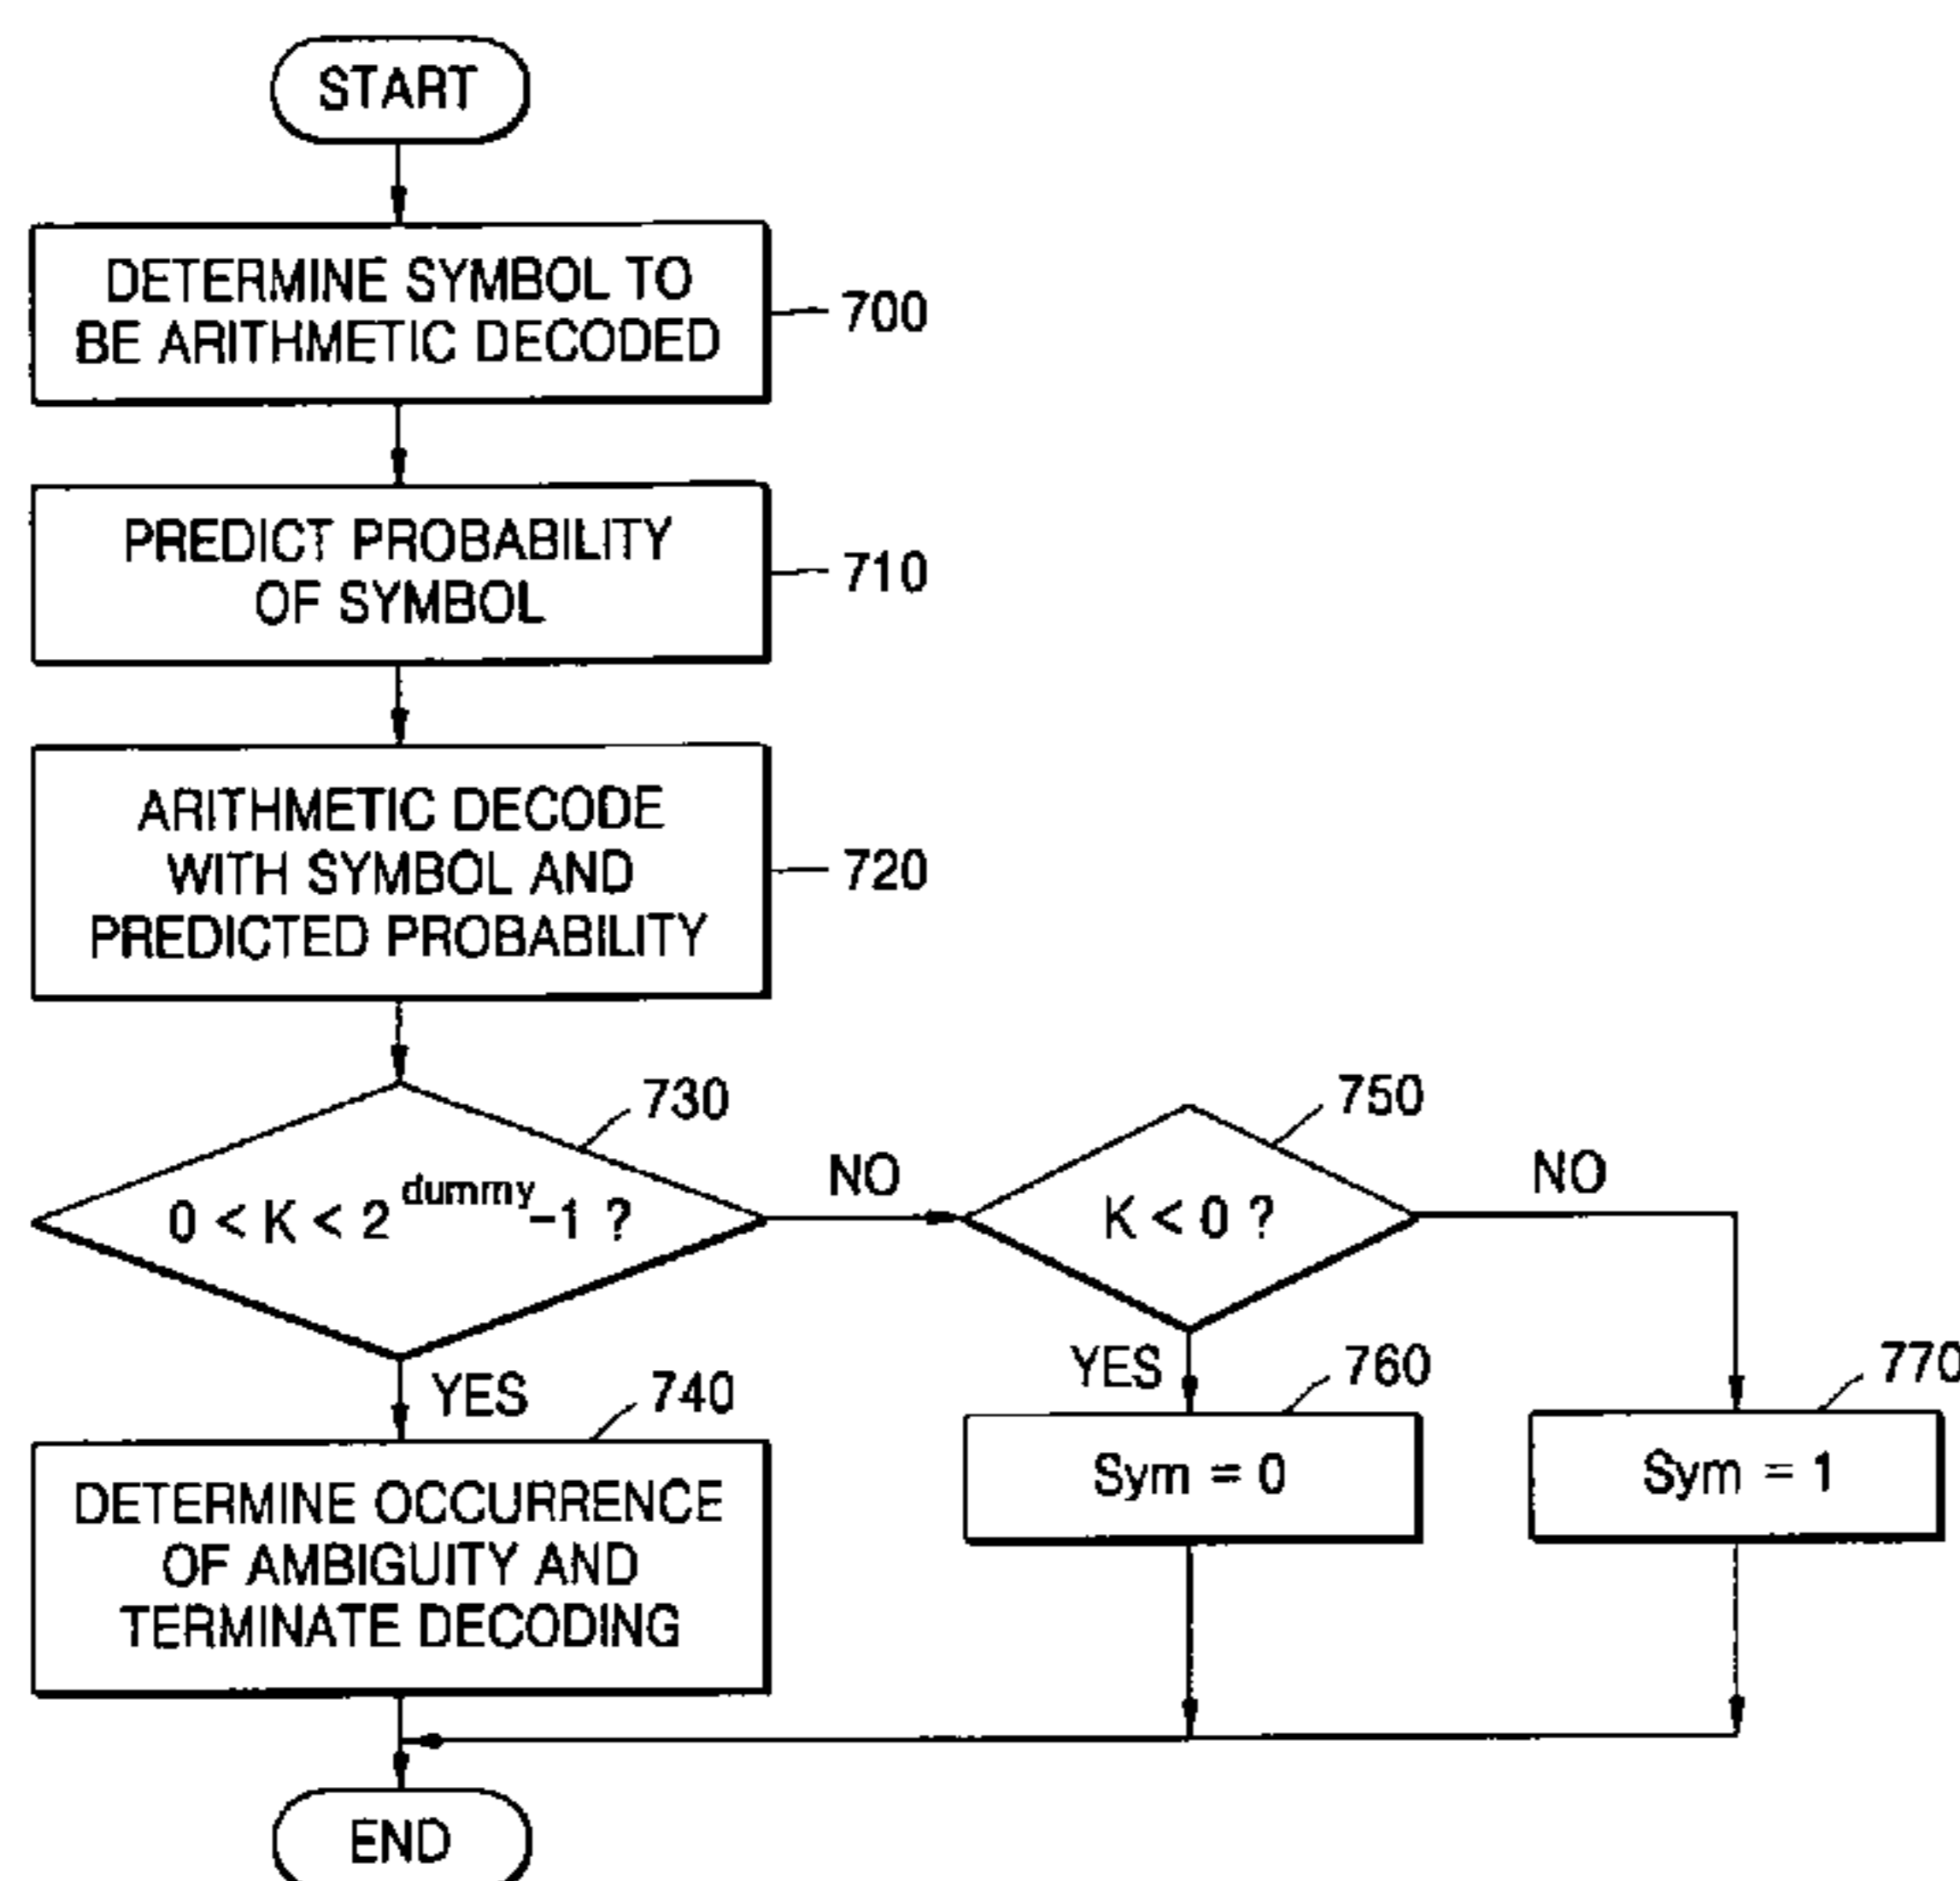 START
DETERMINE SYMBOL TO
BE ARITHMETIC DECODED
700
PREDICT PROBABILITY
OF SYMBOL
710
ARITHMETIC DECODE
WITH SYMBOL AND
PREDICTED PROBABILITY
720
730
0 < K < 2^dummy-1 ?
NO
750
K < 0 ?
NO
YES
740
DETERMINE OCCURRENCE
OF AMBIGUITY AND
TERMINATE DECODING
YES
760
Sym = 0
770
Sym = 1
END